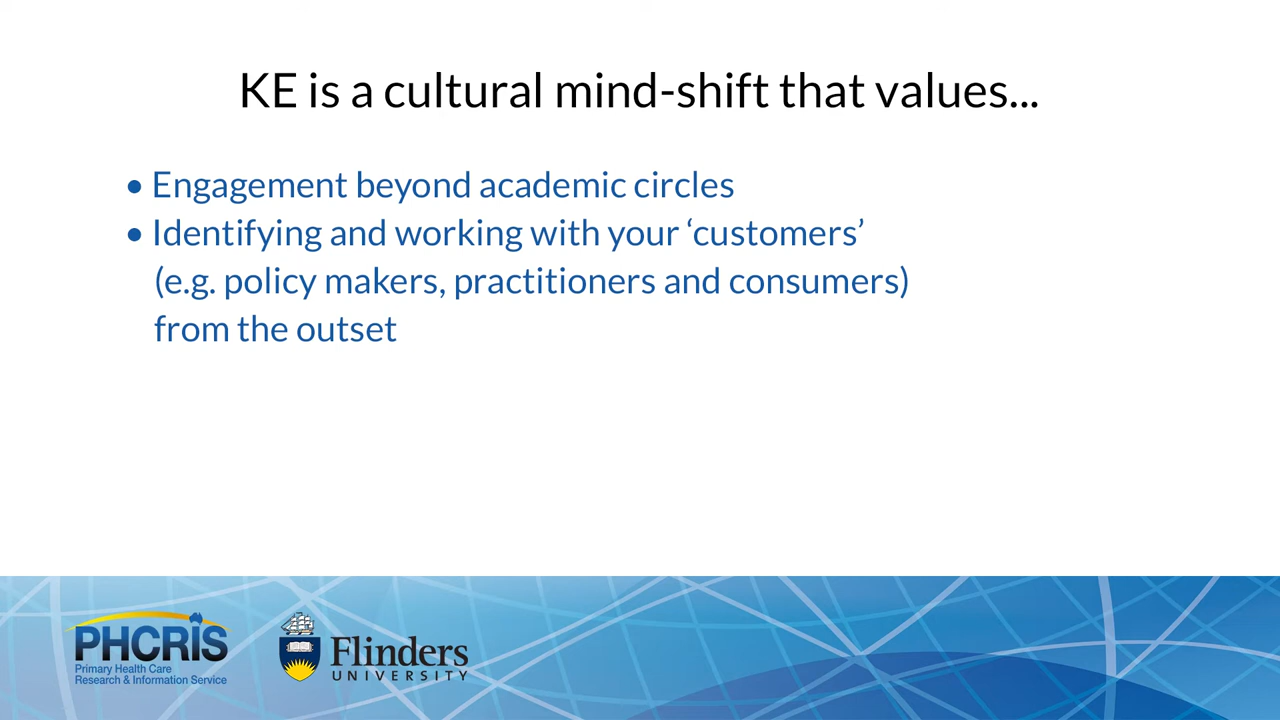 KE is a cultural mind-shift that values...
• Engagement beyond academic circles
• Identifying and working with your ‘customers’
(e.g. policy makers, practitioners and consumers)
from the outset
PHCRIS
Primary Health Care
Research & Information Service
Flinders
UNIVERSITY